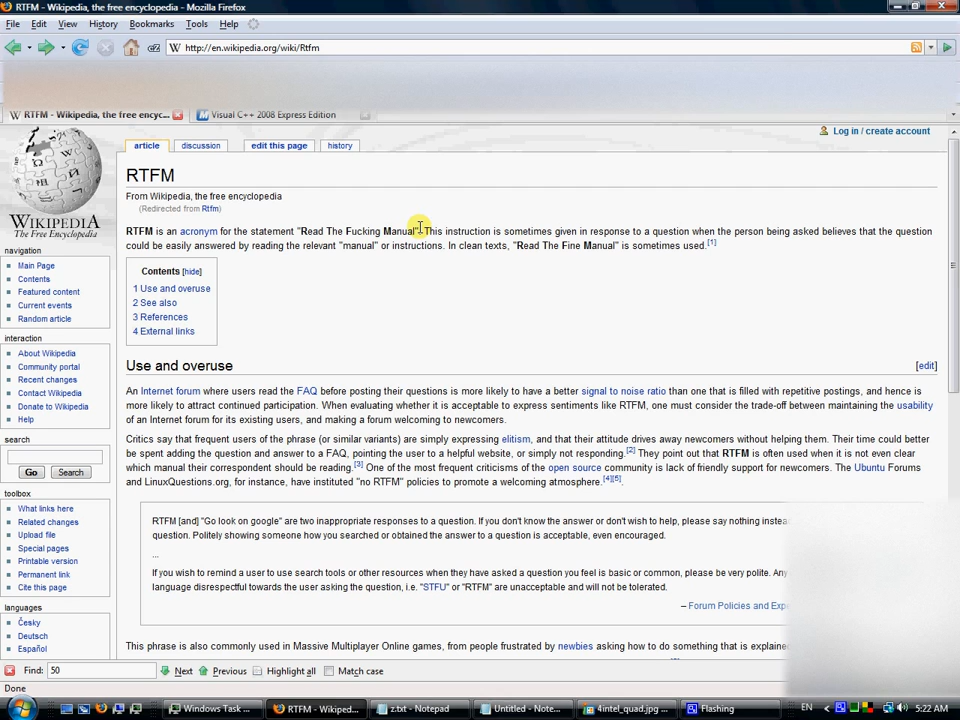 RTFM - Wikipedia, the free encyclopedia - Mozilla Firefox
File Edit View History Bookmarks Tools Help
http://en.wikipedia.org/wiki/Rtfm
RTFM - Wikipedia, the free encyc...
Visual C++ 2008 Express Edition
Log in / create account
article discussion edit this page history
RTFM
From Wikipedia, the free encyclopedia
(Redirected from Rtfm)
RTFM is an acronym for the statement "Read The Fucking Manual". This instruction is sometimes given in response to a question when the person being asked believes that the question
could be easily answered by reading the relevant "manual" or instructions. In clean texts, "Read The Fine Manual" is sometimes used.[1]
Contents [hide]
1 Use and overuse
2 See also
3 References
4 External links
Use and overuse
[edit]
An Internet forum where users read the FAQ before posting their questions is more likely to have a better signal to noise ratio than one that is filled with repetitive postings, and hence is
more likely to attract continued participation. When evaluating whether it is acceptable to express sentiments like RTFM, one must consider the trade-off between maintaining the usability
of an Internet forum for its existing users, and making a forum welcoming to newcomers.
Critics say that frequent users of the phrase (or similar variants) are simply expressing elitism, and that their attitude drives away newcomers without helping them. Their time could better
be spent adding the question and answer to a FAQ, pointing the user to a helpful website, or simply not responding.[2] They point out that RTFM is often used when it is not even clear
which manual their correspondent should be reading.[3] One of the most frequent criticisms of the open source community is lack of friendly support for newcomers. The Ubuntu Forums
and LinuxQuestions.org, for instance, have instituted "no RTFM" policies to promote a welcoming atmosphere.[4][5].
RTFM [and] "Go look on google" are two inappropriate responses to a question. If you don't know the answer or don't wish to help, please say nothing
question. Politely showing someone how you searched or obtained the answer to a question is acceptable, even encouraged.
...
If you wish to remind a user to use search tools or other resources when they have asked a question you feel is basic or common, please be very polite. Any
language disrespectful towards the user asking the question, i.e. "STFU" or "RTFM" are unacceptable and will not be tolerated.
– Forum Policies and
This phrase is also commonly used in Massive Multiplayer Online games, from people frustrated by newbies asking how to do something that is
WIKIPEDIA
The Free Encyclopedia
navigation
Main Page
Contents
Featured content
Current events
Random article
interaction
About Wikipedia
Community portal
Recent changes
Contact Wikipedia
Donate to Wikipedia
Help
search
Go Search
toolbox
What links here
Related changes
Upload file
Special pages
Printable version
Permanent link
Cite this page
languages
Česky
Deutsch
Español
Find: 50 Next Previous Highlight all Match case
Done
Windows Task ... RTFM - Wikiped... z.txt - Notepad Untitled - Note... 4intel_quad.jpg ... Flashing EN 5:22 AM